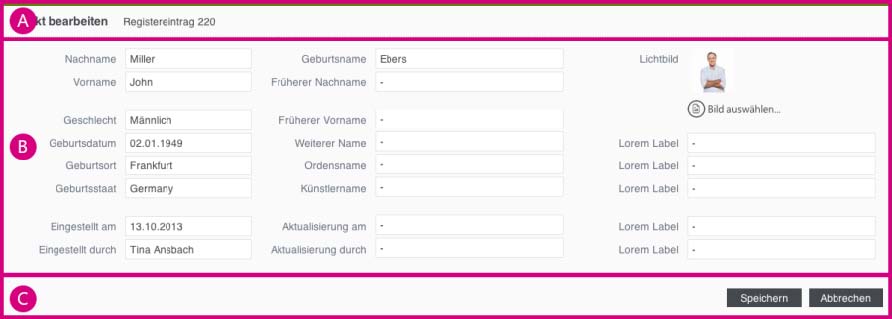 A kt bearbeiten Registereintrag 220
Nachname Miller Geburtsname Ebers Lichtbild
Vorname John Früherer Nachname -
Bild auswählen...
Geschlecht Männlich Früherer Vorname -
B Geburtsdatum 02.01.1949 Weiterer Name - Lorem Label -
Geburtsort Frankfurt Ordensname - Lorem Label -
Geburtsstaat Germany Künstlername - Lorem Label -
Eingestellt am 13.10.2013 Aktualisierung am - Lorem Label -
Eingestellt durch Tina Ansbach Aktualisierung durch - Lorem Label -
C Speichern Abbrechen